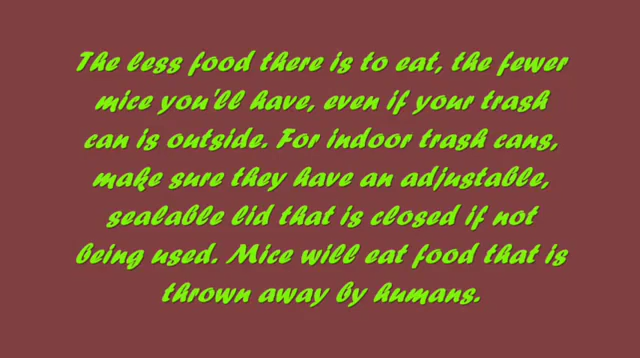 The less food there is to eat, the fewer
mice you'll have, even if your trash
can is outside. For indoor trash cans,
make sure they have an adjustable,
sealable lid that is closed if not
being used. Mice will eat food that is
thrown away by humans.